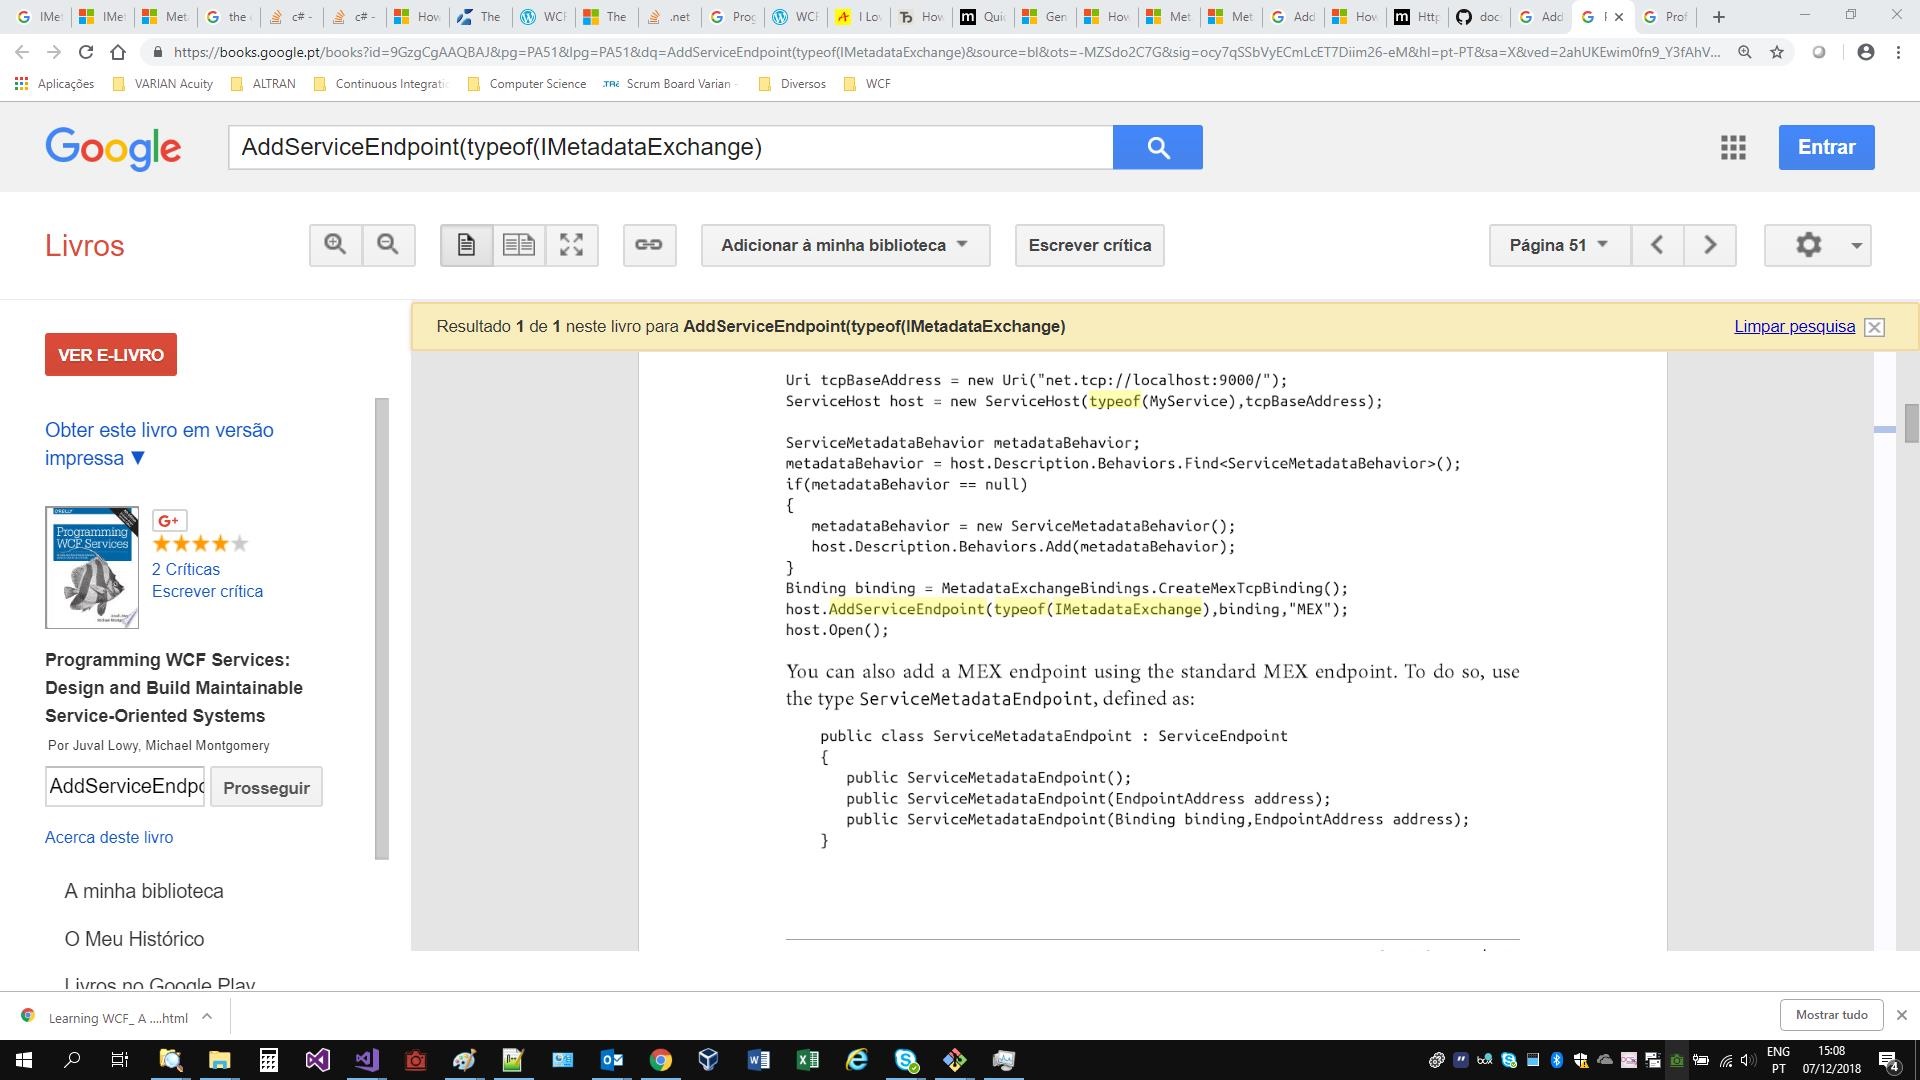 IMet
IMet
Meta
the c
c# -
c# -
How
The
WCF
The
.net
Prog
WCF
I Lov
How
Quic
Gen
How
Met
Met
Add
How
Http
doc
Add
F
Prof
https://books.google.pt/books?id=9GzgCgAAQBAJ&pg=PA51&lpg=PA51&dq=AddServiceEndpoint(typeof(IMetadataExchange)&source=bl&ots=-MZSdo2C7G&sig=ocy7qSSbVyECmLcET7Diim26-eM&hl=pt-PT&sa=X&ved=2ahUKEwim0fn9_Y3fAhV...
Aplicações VARIAN Acuity ALTRAN Continuous Integratic Computer Science Scrum Board Varian - Diversos WCF
Google
AddServiceEndpoint(typeof(IMetadataExchange)
Entrar
Livros
Adicionar à minha biblioteca
Escrever crítica
Página 51
Resultado 1 de 1 neste livro para AddServiceEndpoint(typeof(IMetadataExchange)
Limpar pesquisa
VER E-LIVRO
Obter este livro em versão
impressa ▼
O'REILLY
Programming
WCF Services
G+
2 Críticas
Escrever crítica
Programming WCF Services:
Design and Build Maintainable
Service-Oriented Systems
Por Juval Lowy, Michael Montgomery
AddServiceEndpo
Prosseguir
Acerca deste livro
A minha biblioteca
O Meu Histórico
Livros no Google Play
Uri tcpBaseAddress = new Uri("net.tcp://localhost:9000/");
ServiceHost host = new ServiceHost(typeof(MyService),tcpBaseAddress);
ServiceMetadataBehavior metadataBehavior;
metadataBehavior = host.Description.Behaviors.Find<ServiceMetadataBehavior>();
if(metadataBehavior == null)
{
metadataBehavior = new ServiceMetadataBehavior();
host.Description.Behaviors.Add(metadataBehavior);
}
Binding binding = MetadataExchangeBindings.CreateMexTcpBinding();
host.AddServiceEndpoint(typeof(IMetadataExchange),binding,"MEX");
host.Open();
You can also add a MEX endpoint using the standard MEX endpoint. To do so, use
the type ServiceMetadataEndpoint, defined as:
public class ServiceMetadataEndpoint : ServiceEndpoint
{
public ServiceMetadataEndpoint();
public ServiceMetadataEndpoint(EndpointAddress address);
public ServiceMetadataEndpoint(Binding binding,EndpointAddress address);
}
Learning WCF_ A ....html
Mostrar tudo
ENG
PT
15:08
07/12/2018
4